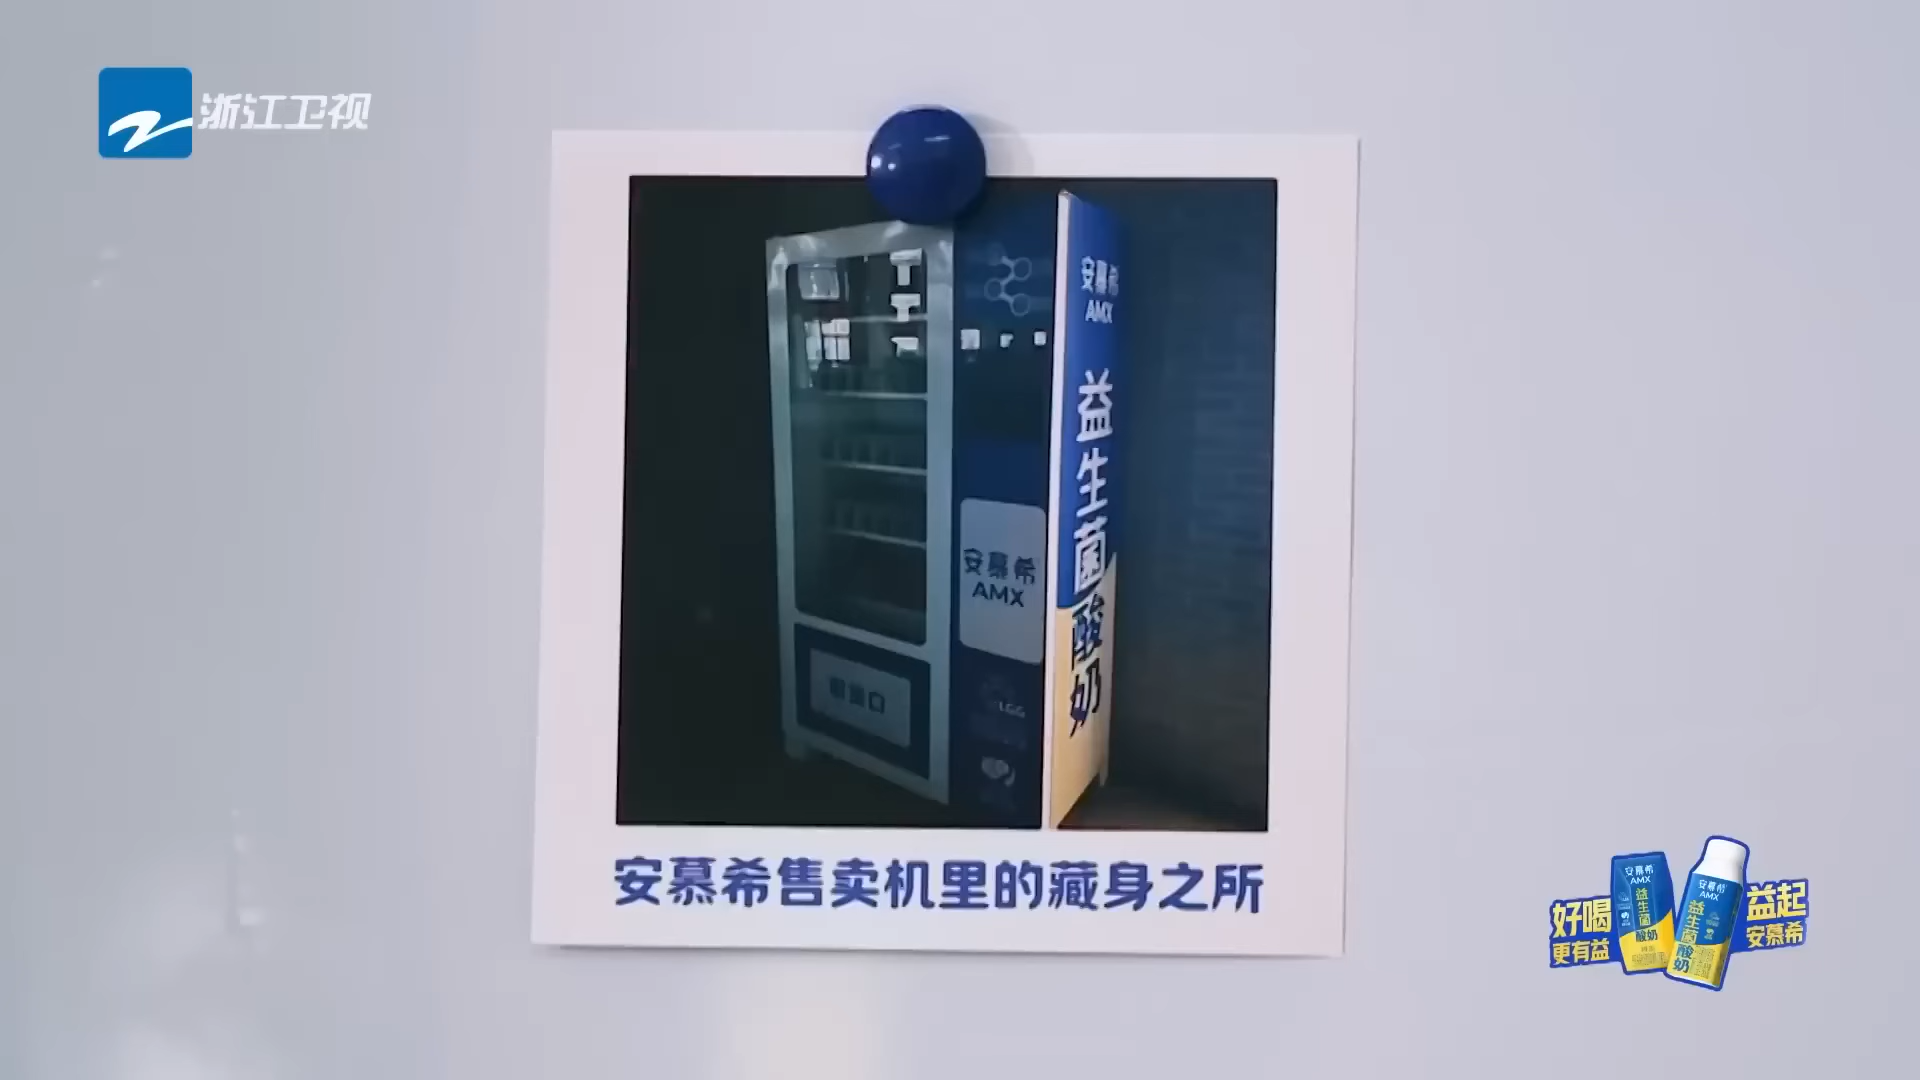 浙江卫视
安慕希
AMX
益生菌酸奶
安慕希
AMX
LGG
安慕希售卖机里的藏身之所
好喝
更有益
安慕希
AMX
益生菌
酸奶
安慕希
AMX
益生菌
酸奶
益起
安慕希